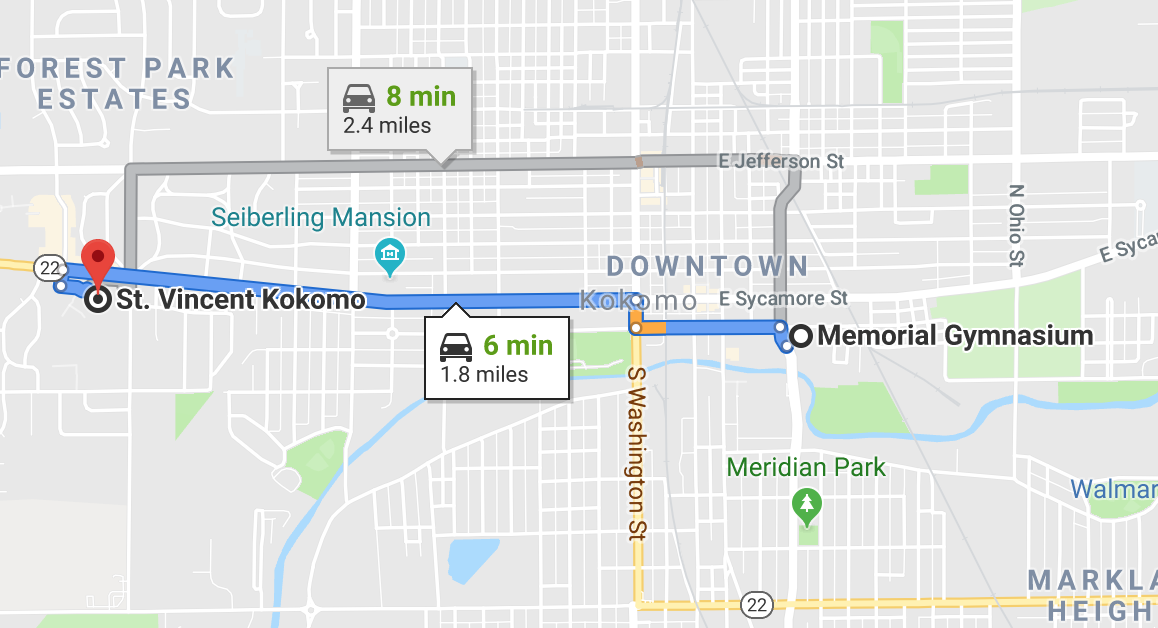 FOREST PARK
ESTATES
8 min
2.4 miles
E Jefferson St
N Ohio St
Seiberling Mansion
E Syca
22
DOWNTOWN
Kokomo
E Sycamore St
St. Vincent Kokomo
6 min
1.8 miles
Memorial Gymnasium
S Washington St
Meridian Park
Walmar
MARKLA
HEIGH
22